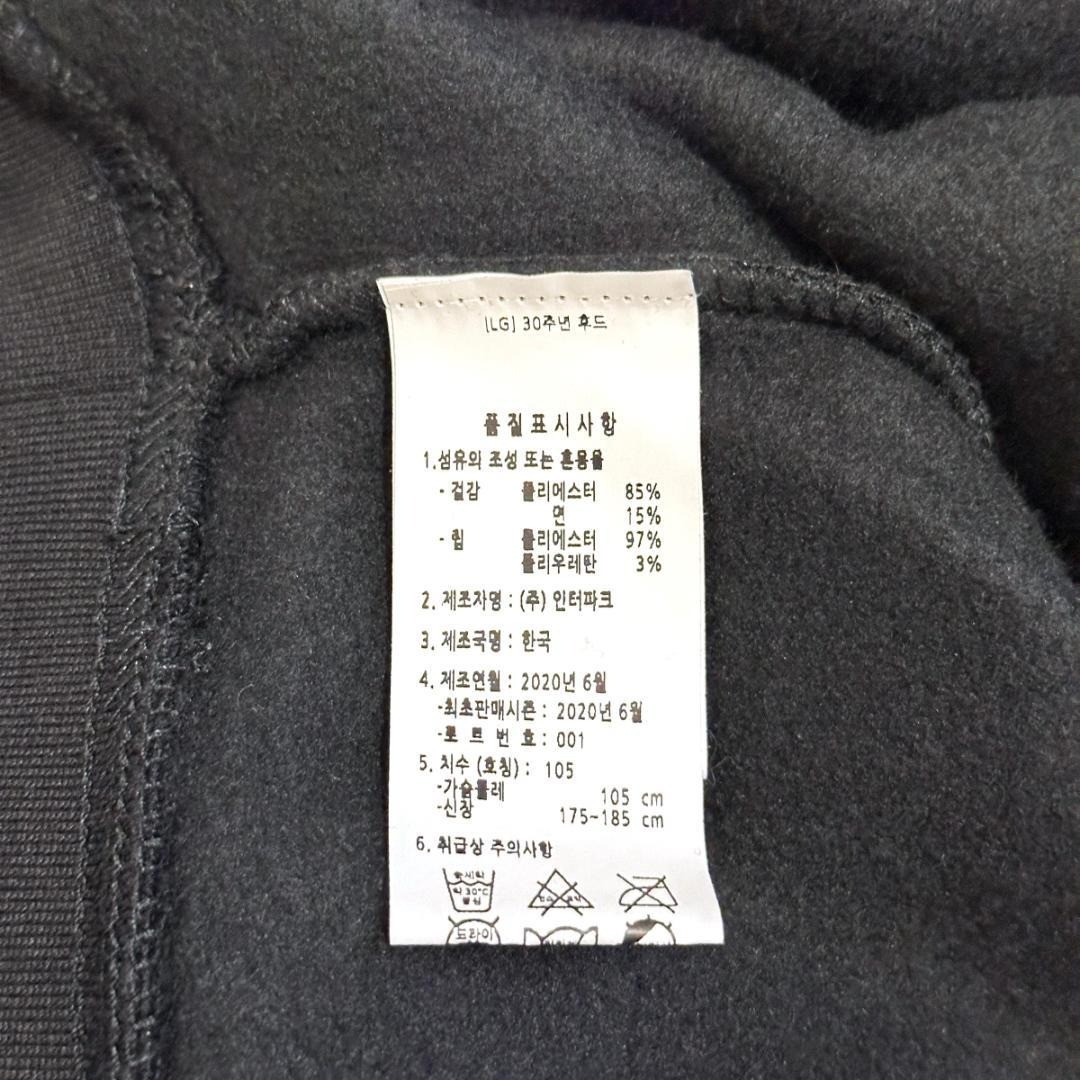 [LG] 30주년 후드
품질표시사항
1.섬유의 조성 또는 혼용율
- 겉감 폴리에스터 85%
면 15%
- 립 폴리에스터 97%
폴리우레탄 3%
2. 제조자명 : (주) 인터파크
3. 제조국명 : 한국
4. 제조연월 : 2020년 6월
-최초판매시즌 : 2020년 6월
-로 트 번 호 : 001
5. 치수 (호칭) : 105
-가슴둘레 105 cm
-신장 175~185 cm
6. 취급상 주의사항
손세탁
약 30°C
중성
드라이